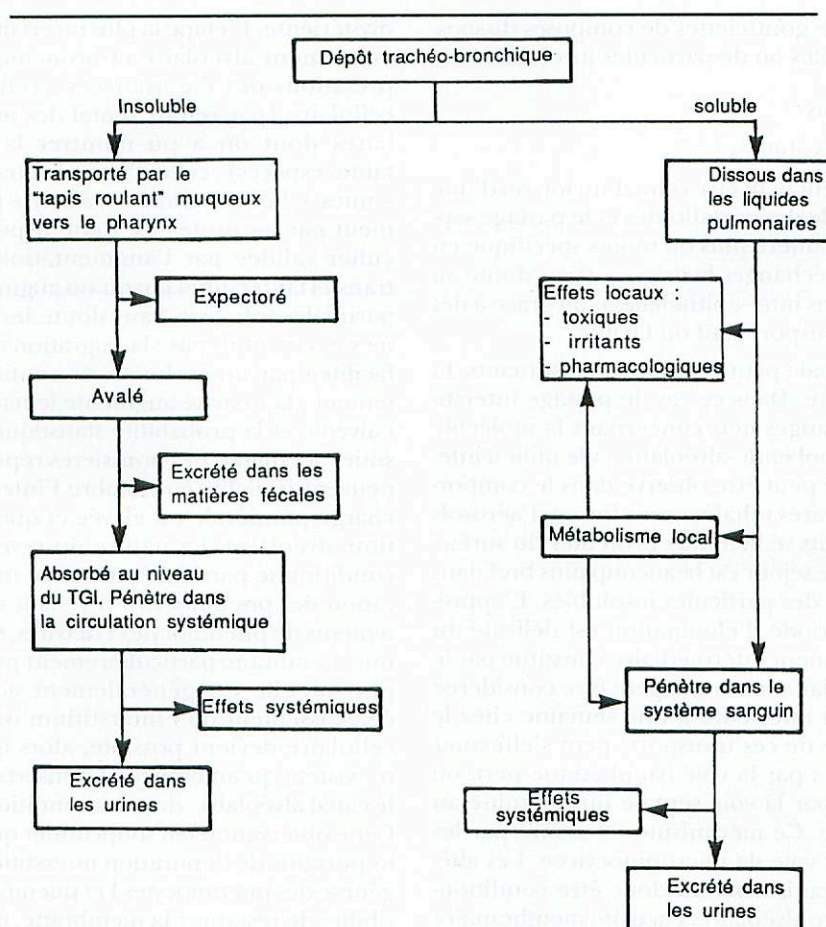 Dépôt trachéo-bronchique
Insoluble
soluble
Transporté par le
"tapis roulant" muqueux
vers le pharynx
Dissous dans
les liquides
pulmonaires
Expectoré
Effets locaux :
- toxiques
- irritants
- pharmacologiques
Avalé
Excrété dans les
matières fécales
Métabolisme local
Absorbé au niveau
du TGI. Pénètre dans
la circulation systémique
Pénètre dans le
système sanguin
Effets systémiques
Excrété dans
les urines
Effets
systémiques
Excrété dans
les urines